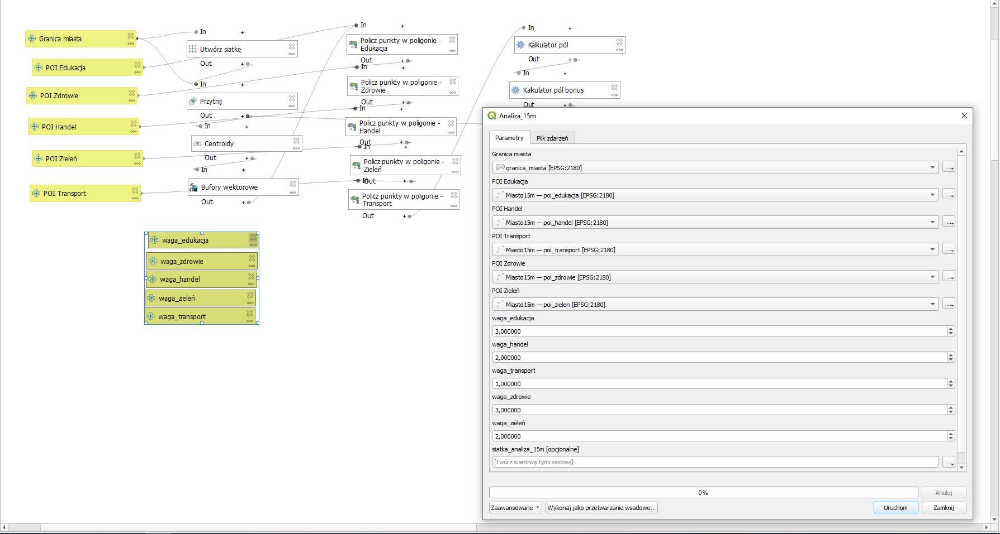 Granica miasta
POI Edukacja
POI Zdrowie
POI Handel
POI Zieleń
POI Transport
In
Utwórz siatkę
Out
In
Przytnij
Out
In
Centroidy
Out
In
GDAL
Bufory wektorowe
Out
waga_edukacja
waga_zdrowie
waga_handel
waga_zieleń
waga_transport
In
Policz punkty w poligonie -
Edukacja
Out
In
Policz punkty w poligonie -
Zdrowie
Out
In
Policz punkty w poligonie -
Handel
Out
In
Policz punkty w poligonie -
Zieleń
Out
In
Policz punkty w poligonie -
Transport
Out
In
Kalkulator pól
Out
In
Kalkulator pól bonus
Out
Analiza_15m
Parametry
Plik zdarzeń
Granica miasta
granica_miasta [EPSG:2180]
...
POI Edukacja
Miasto15m — poi_edukacja [EPSG:2180]
...
POI Handel
Miasto15m — poi_handel [EPSG:2180]
...
POI Transport
Miasto15m — poi_transport [EPSG:2180]
...
POI Zdrowie
Miasto15m — poi_zdrowie [EPSG:2180]
...
POI Zieleń
Miasto15m — poi_zielen [EPSG:2180]
...
waga_edukacja
3,000000
waga_handel
2,000000
waga_transport
1,000000
waga_zdrowie
3,000000
waga_zieleń
2,000000
siatka_analiza_15m [opcjonalne]
[Twórz warstwę tymczasową]
...
0%
Anuluj
Zaawansowane
Wykonaj jako przetwarzanie wsadowe...
Uruchom
Zamknij